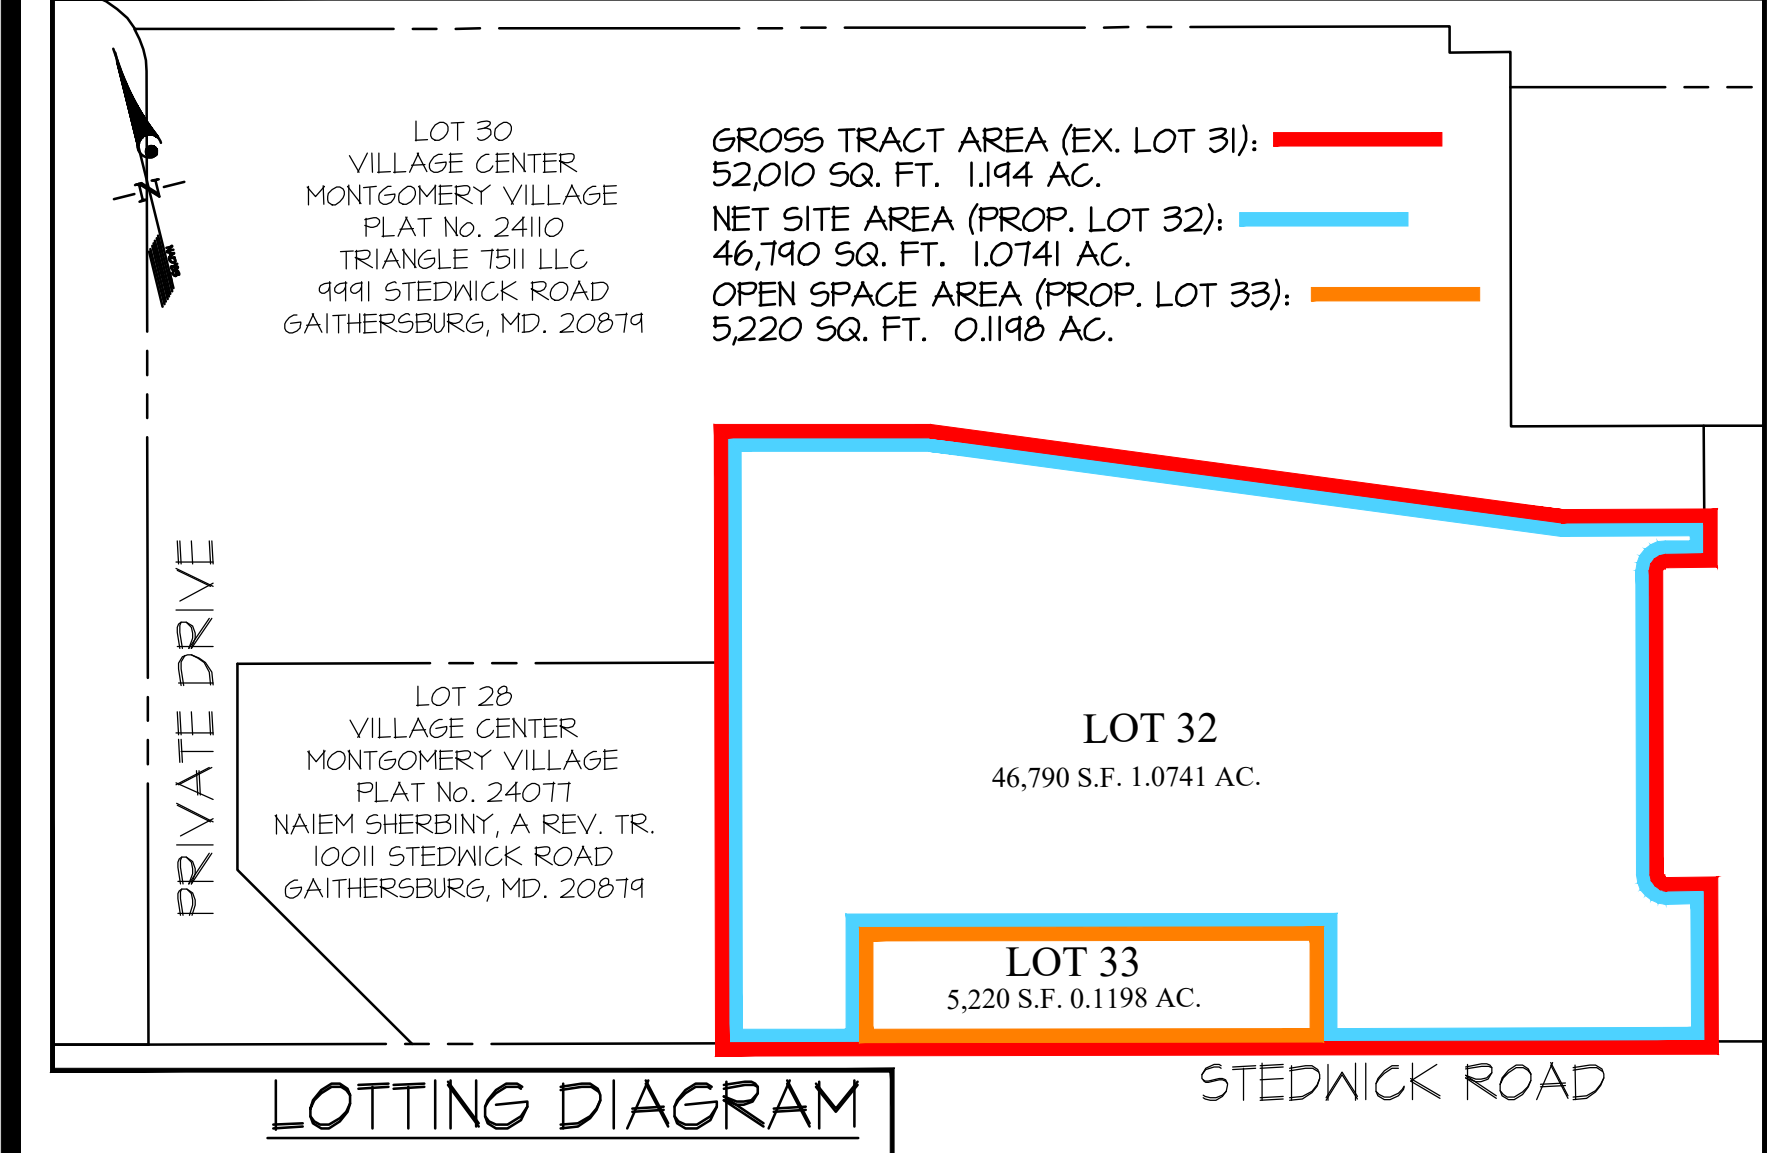 LOT 30
VILLAGE CENTER
MONTGOMERY VILLAGE
PLAT No. 24110
TRIANGLE 7511 LLC
9991 STEDWICK ROAD
GAITHERSBURG, MD. 20879
GROSS TRACT AREA (EX. LOT 31):
52,010 SQ. FT. 1.194 AC.
NET SITE AREA (PROP. LOT 32):
46,790 SQ. FT. 1.0741 AC.
OPEN SPACE AREA (PROP. LOT 33):
5,220 SQ. FT. 0.1198 AC.
N
PRIVATE DRIVE
LOT 28
VILLAGE CENTER
MONTGOMERY VILLAGE
PLAT No. 24077
NAIEM SHERBINY, A REV. TR.
10011 STEDWICK ROAD
GAITHERSBURG, MD. 20879
LOT 32
46,790 S.F. 1.0741 AC.
LOT 33
5,220 S.F. 0.1198 AC.
STEDWICK ROAD
LOTTING DIAGRAM